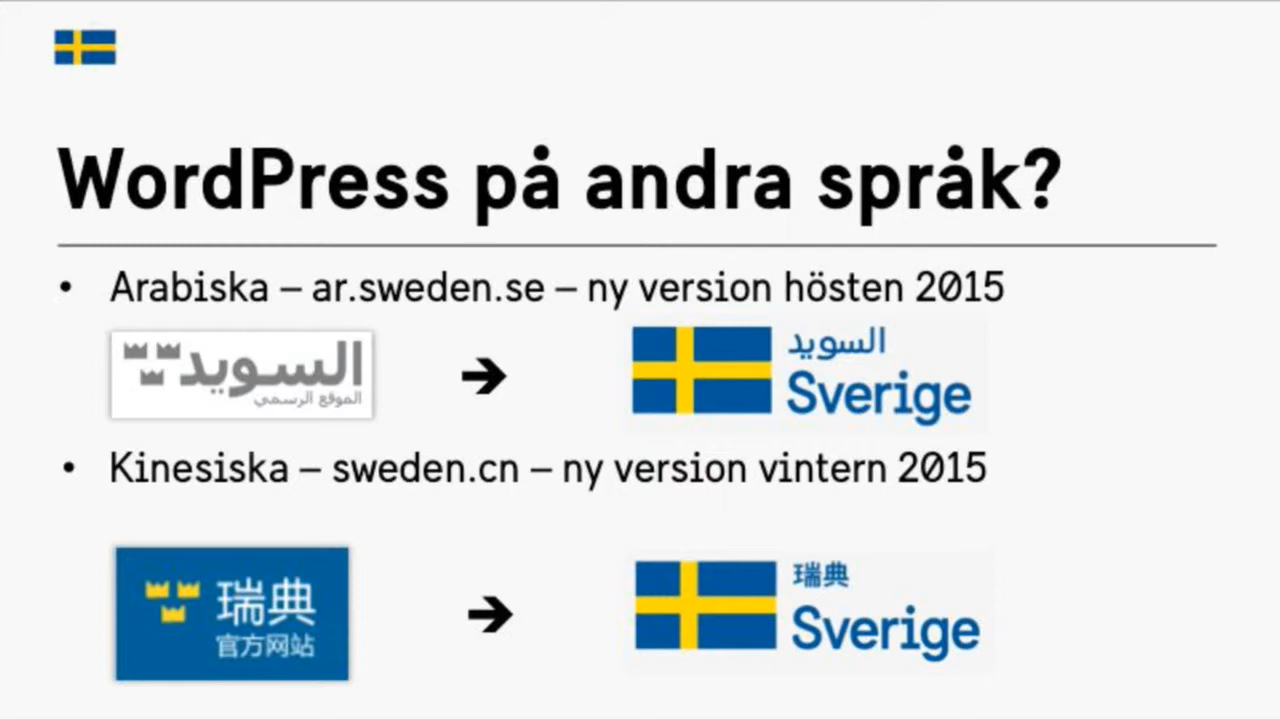 WordPress på andra språk?
• Arabiska – ar.sweden.se – ny version hösten 2015
السويد
الموقع الرسمي
➔
السويد
Sverige
• Kinesiska – sweden.cn – ny version vintern 2015
瑞典
官方网站
➔
瑞典
Sverige